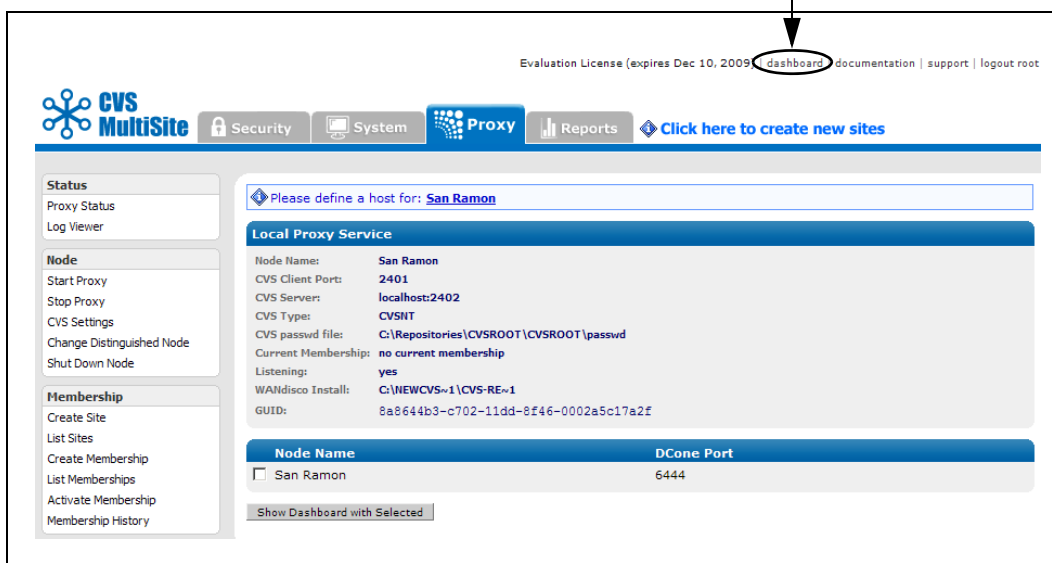 Evaluation License (expires Dec 10, 2009) | dashboard | documentation | support | logout root
CVS
MultiSite
Security
System
Proxy
Reports
Click here to create new sites
Status
Proxy Status
Log Viewer
Node
Start Proxy
Stop Proxy
CVS Settings
Change Distinguished Node
Shut Down Node
Membership
Create Site
List Sites
Create Membership
List Memberships
Activate Membership
Membership History
Please define a host for: San Ramon
Local Proxy Service
Node Name: San Ramon
CVS Client Port: 2401
CVS Server: localhost:2402
CVS Type: CVSNT
CVS passwd file: C:\Repositories\CVSROOT\CVSROOT\passwd
Current Membership: no current membership
Listening: yes
WANdisco Install: C:\NEWCVS~1\CVS-RE~1
GUID: 8a8644b3-c702-11dd-8f46-0002a5c17a2f
Node Name DCone Port
San Ramon 6444
Show Dashboard with Selected